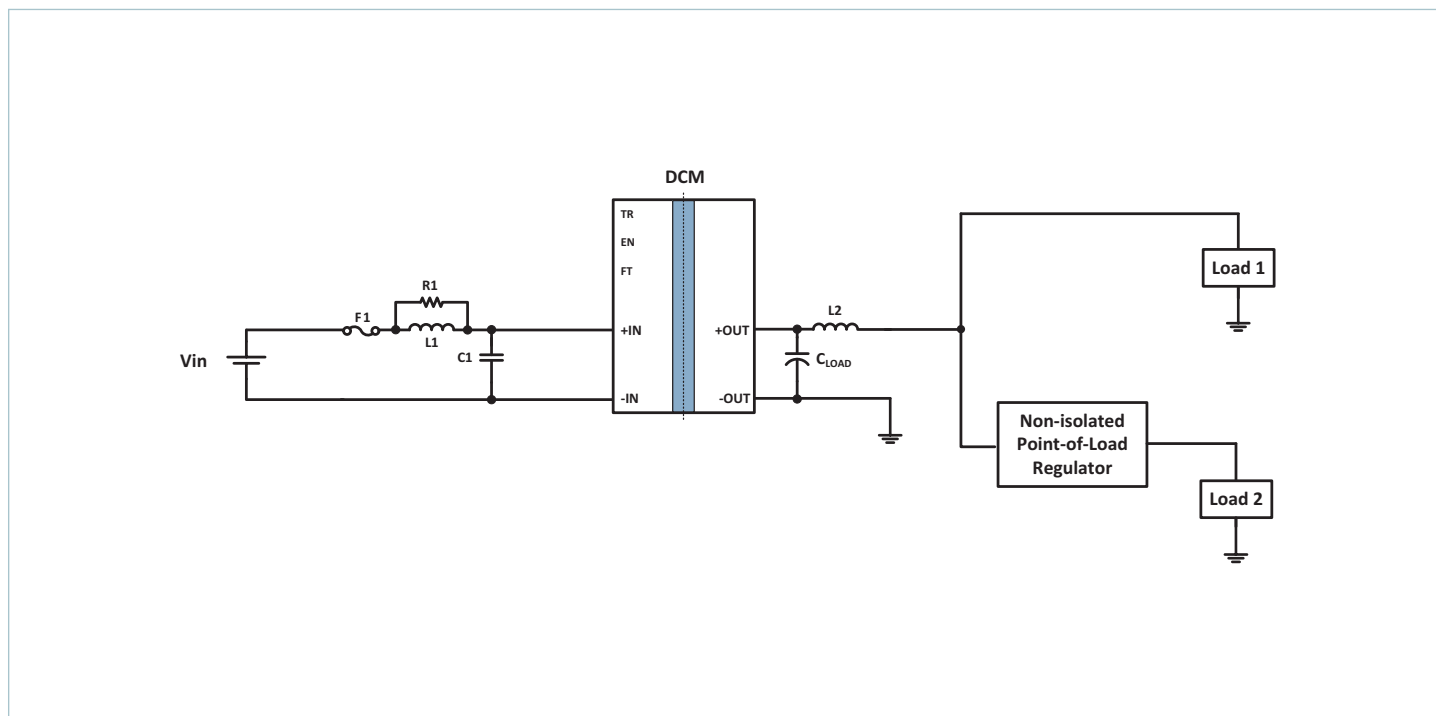 DCM
TR
EN
FT
R1
F1
L1
C1
Vin
+IN
-IN
+OUT
-OUT
L2
CLOAD
Load 1
Non-isolated
Point-of-Load
Regulator
Load 2